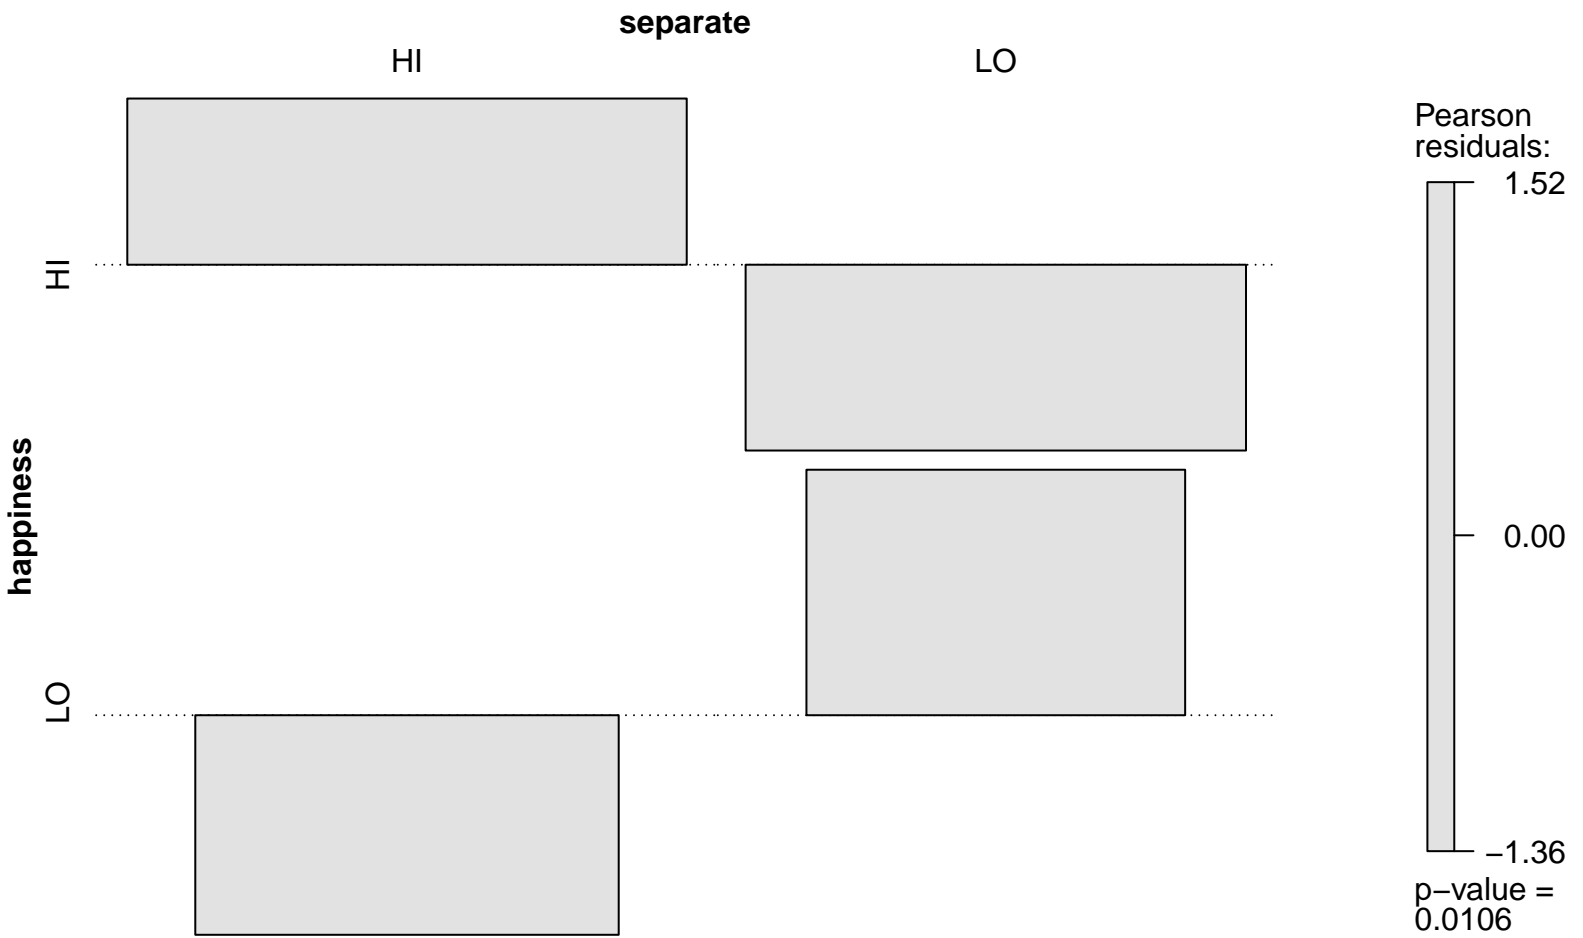 separate
HI LO
Pearson
residuals:
1.52
HI
happiness
0.00
LO
−1.36
p−value =
0.0106